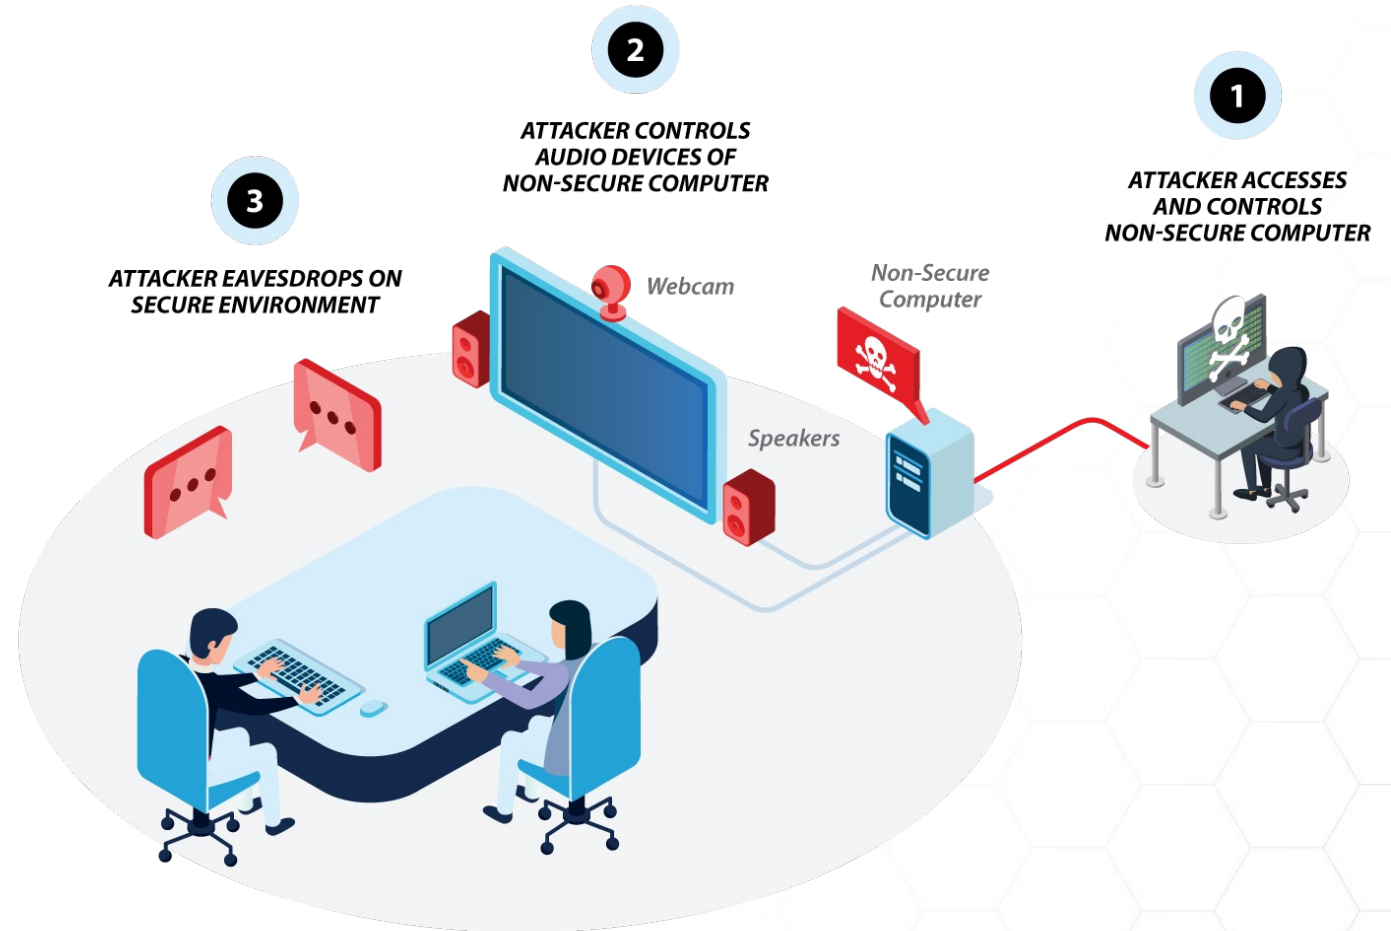 2
ATTACKER CONTROLS
AUDIO DEVICES OF
NON-SECURE COMPUTER
1
ATTACKER ACCESSES
AND CONTROLS
NON-SECURE COMPUTER
3
ATTACKER EAVESDROPS ON
SECURE ENVIRONMENT
Webcam
Non-Secure
Computer
Speakers